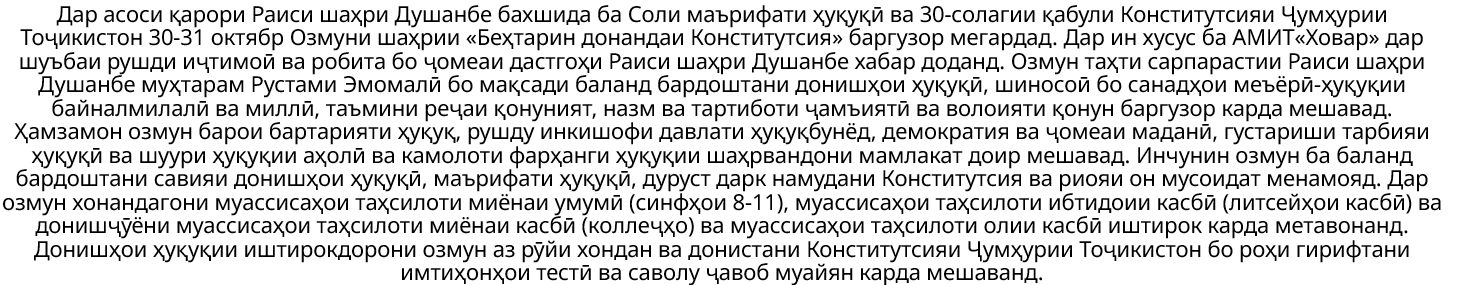 Дар асоси қарори Раиси шаҳри Душанбе бахшида ба Соли маърифати ҳуқуқӣ ва 30-солагии қабули Конститутсияи Ҷумҳурии
Тоҷикистон 30-31 октябр Озмуни шаҳрии «Беҳтарин донандаи Конститутсия» баргузор мегардад. Дар ин хусус ба АМИТ«Ховар» дар
шуъбаи рушди иҷтимоӣ ва робита бо ҷомеаи дастгоҳи Раиси шаҳри Душанбе хабар доданд. Озмун таҳти сарпарастии Раиси шаҳри
Душанбе муҳтарам Рустами Эмомалӣ бо мақсади баланд бардоштани донишҳои ҳуқуқӣ, шиносоӣ бо санадҳои меъёрӣ-ҳуқуқии
байналмилалӣ ва миллӣ, таъмини реҷаи қонуният, назм ва тартиботи ҷамъиятӣ ва волоияти қонун баргузор карда мешавад.
Ҳамзамон озмун барои бартарияти ҳуқуқ, рушду инкишофи давлати ҳуқуқбунёд, демократия ва ҷомеаи маданӣ, густариши тарбияи
ҳуқуқӣ ва шуури ҳуқуқии аҳолӣ ва камолоти фарҳанги ҳуқуқии шаҳрвандони мамлакат доир мешавад. Инчунин озмун ба баланд
бардоштани савияи донишҳои ҳуқуқӣ, маърифати ҳуқуқӣ, дуруст дарк намудани Конститутсия ва риояи он мусоидат менамояд. Дар
озмун хонандагони муассисаҳои таҳсилоти миёнаи умумӣ (синфҳои 8-11), муассисаҳои таҳсилоти ибтидоии касбӣ (литсейҳои касбӣ) ва
донишҷӯёни муассисаҳои таҳсилоти миёнаи касбӣ (коллеҷҳо) ва муассисаҳои таҳсилоти олии касбӣ иштирок карда метавонанд.
Донишҳои ҳуқуқии иштирокдорони озмун аз рӯйи хондан ва донистани Конститутсияи Ҷумҳурии Тоҷикистон бо роҳи гирифтани
имтиҳонҳои тестӣ ва саволу ҷавоб муайян карда мешаванд.